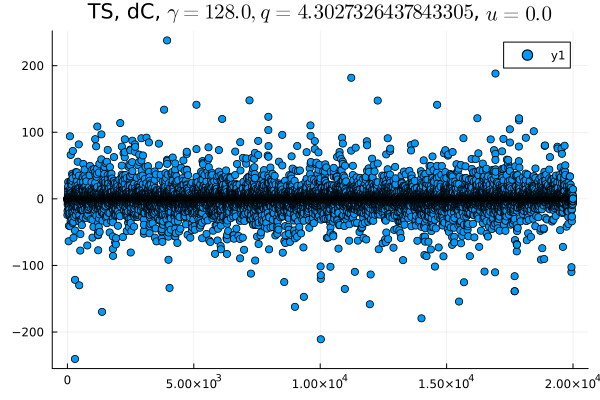 TS, dC, γ = 128.0, q = 4.3027326437843305, u = 0.0
y1
200
100
0
−100
−200
0 5.00×10³ 1.00×10⁴ 1.50×10⁴ 2.00×10⁴